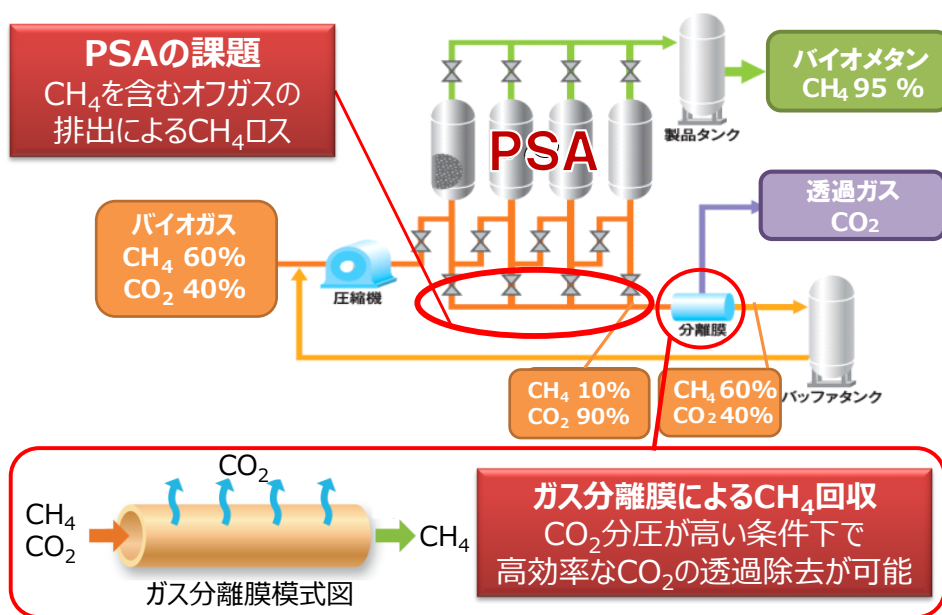 PSAの課題
CH₄を含むオフガスの
排出によるCH₄ロス
PSA
製品タンク
バイオメタン
CH₄ 95 %
透過ガス
CO₂
バイオガス
CH₄ 60%
CO₂ 40%
圧縮機
分離膜
バッファタンク
CH₄ 10%
CO₂ 90%
CH₄ 60%
CO₂ 40%
CO₂
CH₄
CO₂
CH₄
ガス分離膜模式図
ガス分離膜によるCH₄回収
CO₂分圧が高い条件下で
高効率なCO₂の透過除去が可能